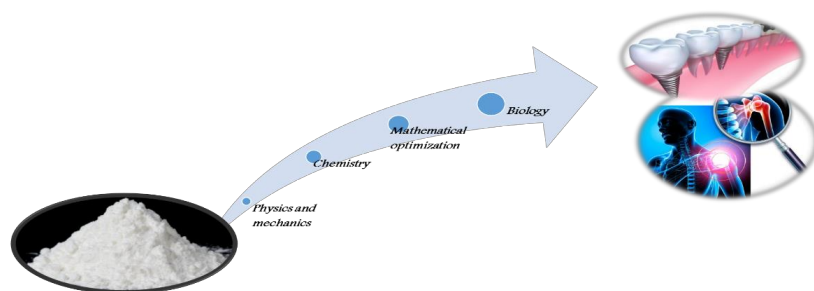 Biology
Mathematical
optimization
Chemistry
Physics and
mechanics